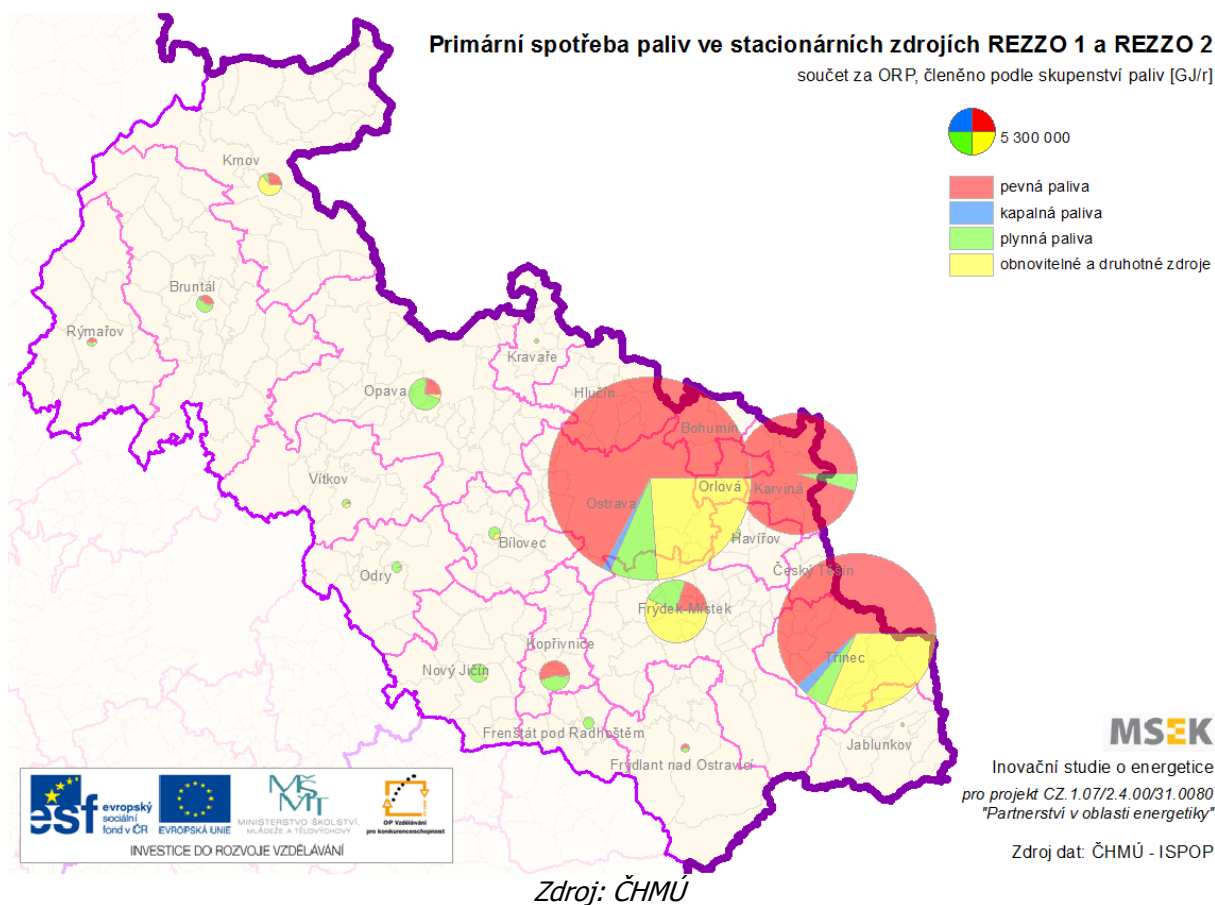 Primární spotřeba paliv ve stacionárních zdrojích REZZO 1 a REZZO 2
součet za ORP, členěno podle skupenství paliv [GJ/r]
5 300 000
pevná paliva
kapalná paliva
plynná paliva
obnovitelné a druhotné zdroje
Krnov
Bruntál
Rýmařov
Kravaře
Opava
Hlučín
Bohumín
Vítkov
Ostrava
Orlová
Karviná
Bílovec
Havířov
Odry
Český Těšín
Frýdek-Místek
Kopřivnice
Nový Jičín
Třinec
Frenštát pod Radhoštěm
Frýdlant nad Ostravicí
Jablunkov
MSEK
Inovační studie o energetice
pro projekt CZ.1.07/2.4.00/31.0080
"Partnerství v oblasti energetiky"
Zdroj dat: ČHMÚ - ISPOP
esf evropský
sociální
fond v ČR
EVROPSKÁ UNIE
MŠMT
MINISTERSTVO ŠKOLSTVÍ,
MLÁDEŽE A TĚLOVÝCHOVY
OP Vzdělávání
pro konkurenceschopnost
INVESTICE DO ROZVOJE VZDĚLÁVÁNÍ
Zdroj: ČHMÚ